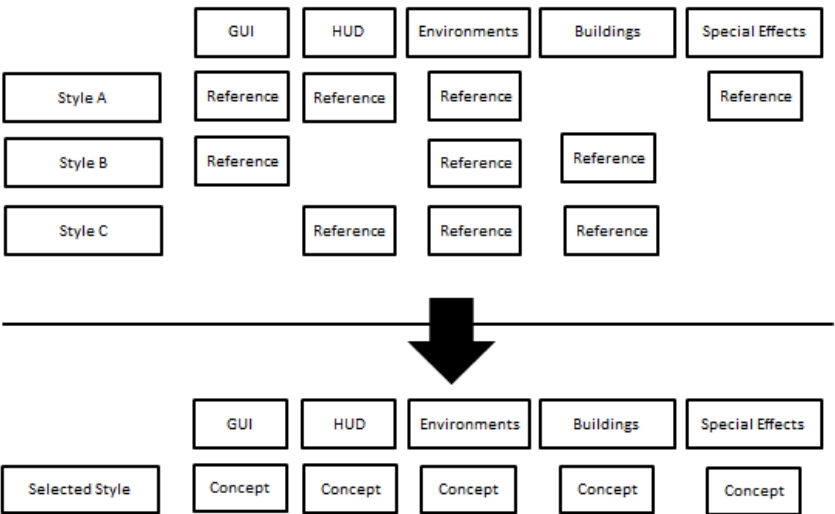 GUI HUD Environments Buildings Special Effects
Style A Reference Reference Reference Reference
Style B Reference Reference Reference
Style C Reference Reference Reference
GUI HUD Environments Buildings Special Effects
Selected Style Concept Concept Concept Concept Concept